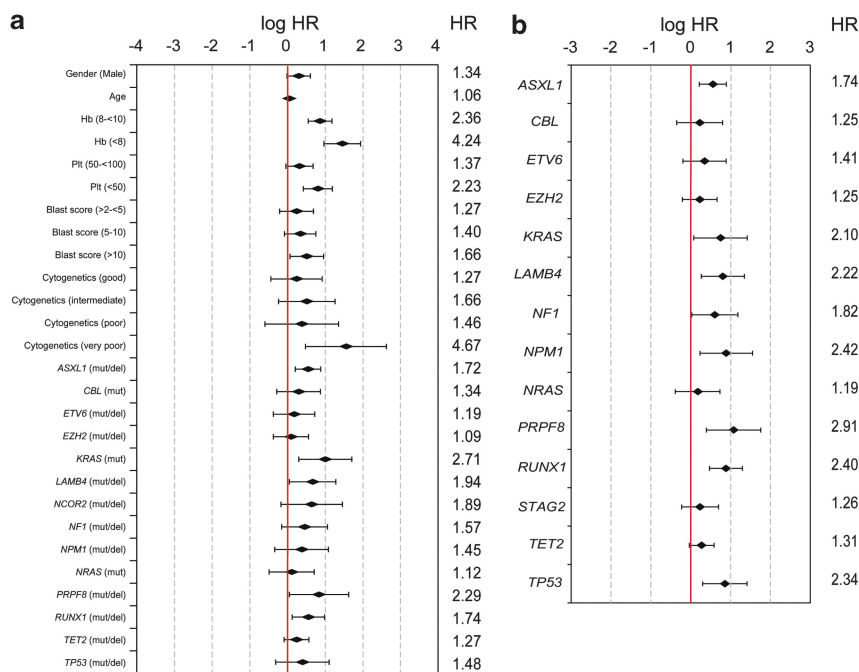 a
log HR
HR
-4 -3 -2 -1 0 1 2 3 4
Gender (Male) 1.34
Age 1.06
Hb (8-<10) 2.36
Hb (<8) 4.24
Plt (50-<100) 1.37
Plt (<50) 2.23
Blast score (>2-<5) 1.27
Blast score (5-10) 1.40
Blast score (>10) 1.66
Cytogenetics (good) 1.27
Cytogenetics (intermediate) 1.66
Cytogenetics (poor) 1.46
Cytogenetics (very poor) 4.67
ASXL1 (mut/del) 1.72
CBL (mut) 1.34
ETV6 (mut/del) 1.19
EZH2 (mut/del) 1.09
KRAS (mut) 2.71
LAMB4 (mut/del) 1.94
NCOR2 (mut/del) 1.89
NF1 (mut/del) 1.57
NPM1 (mut/del) 1.45
NRAS (mut) 1.12
PRPF8 (mut/del) 2.29
RUNX1 (mut/del) 1.74
TET2 (mut/del) 1.27
TP53 (mut/del) 1.48
b
log HR
HR
-3 -2 -1 0 1 2 3
ASXL1 1.74
CBL 1.25
ETV6 1.41
EZH2 1.25
KRAS 2.10
LAMB4 2.22
NF1 1.82
NPM1 2.42
NRAS 1.19
PRPF8 2.91
RUNX1 2.40
STAG2 1.26
TET2 1.31
TP53 2.34